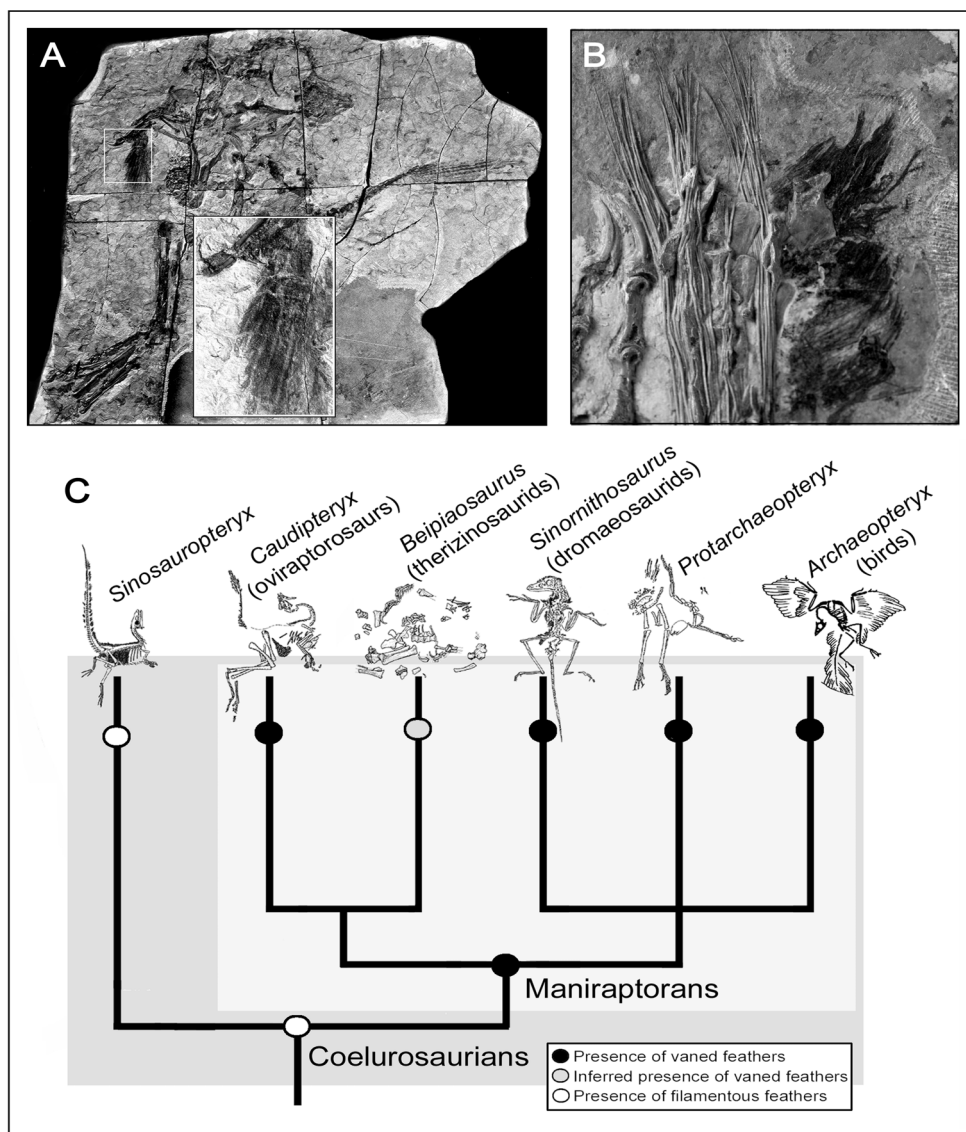 A
B
C
Sinosauropteryx
Caudipteryx
(oviraptorosaurs)
Beipiaosaurus
(therizinosaurids)
Sinornithosaurus
(dromaeosaurids)
Protarchaeopteryx
Archaeopteryx
(birds)
Maniraptorans
Coelurosaurians
Presence of vaned feathers
Inferred presence of vaned feathers
Presence of filamentous feathers